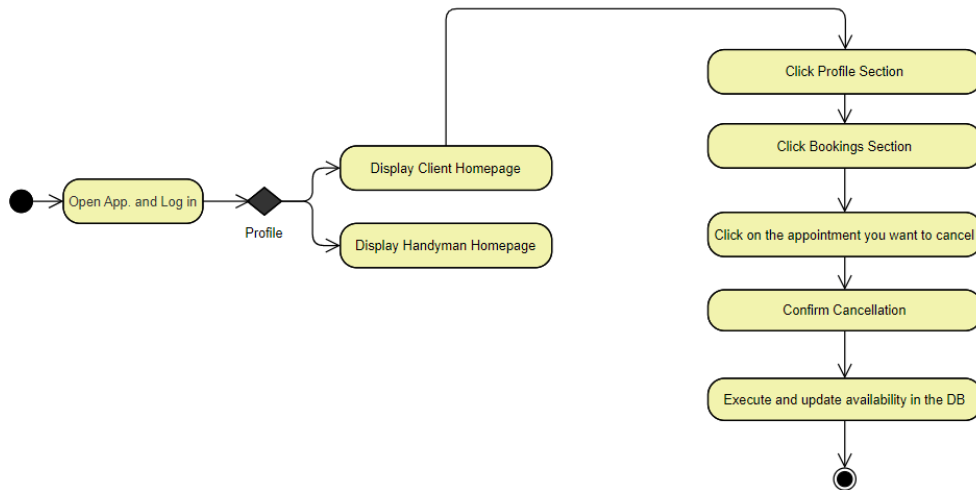 Open App. and Log in
Profile
Display Client Homepage
Display Handyman Homepage
Click Profile Section
Click Bookings Section
Click on the appointment you want to cancel
Confirm Cancellation
Execute and update availability in the DB